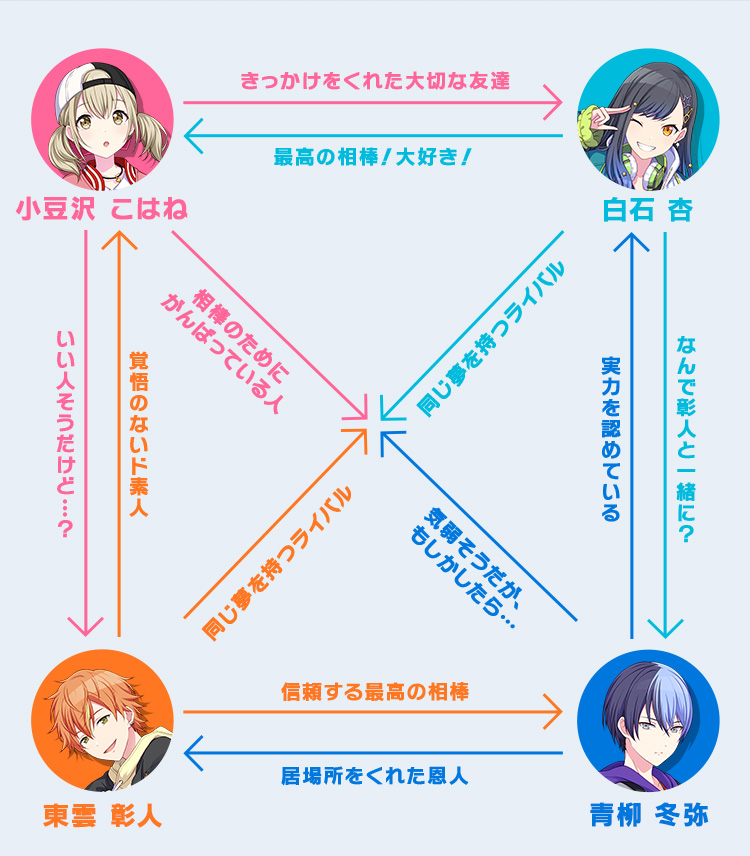 きっかけをくれた大切な友達
最高の相棒！大好き！
小豆沢 こはね
白石 杏
相棒のために
がんばっている人
同じ夢を持つライバル
いい人そうだけど…？
覚悟のないド素人
実力を認めている
なんで彰人と一緒に？
同じ夢を持つライバル
気弱そうだが、
もしかしたら…
信頼する最高の相棒
居場所をくれた恩人
東雲 彰人
青柳 冬弥